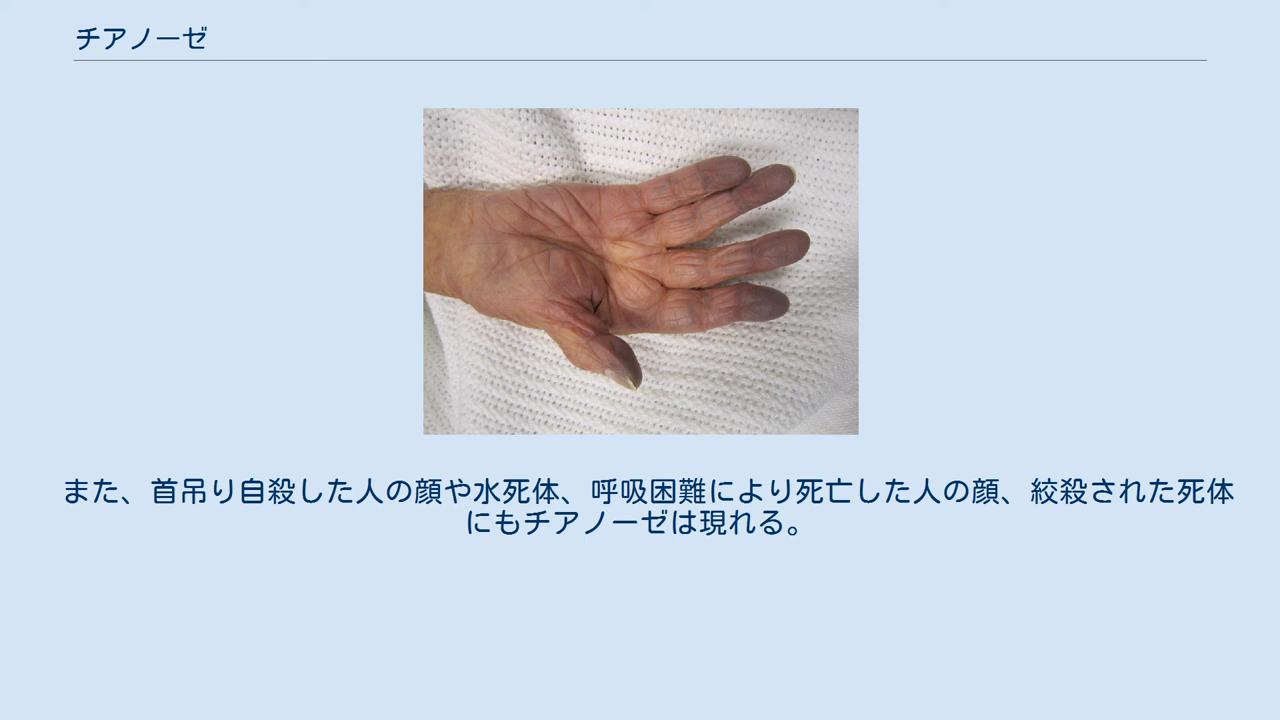 チアノーゼ
また、首吊り自殺した人の顔や水死体、呼吸困難により死亡した人の顔、絞殺された死体
にもチアノーゼは現れる。